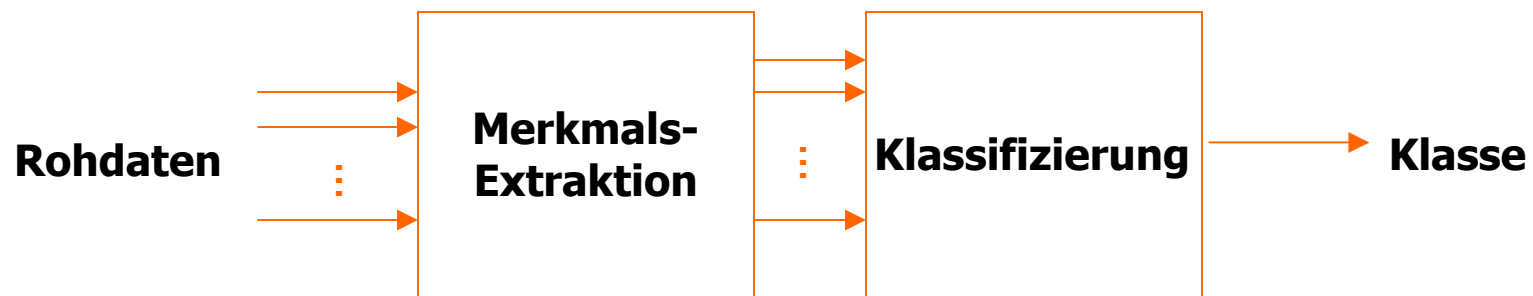 Rohdaten
Merkmals-
Extraktion
Klassifizierung
Klasse